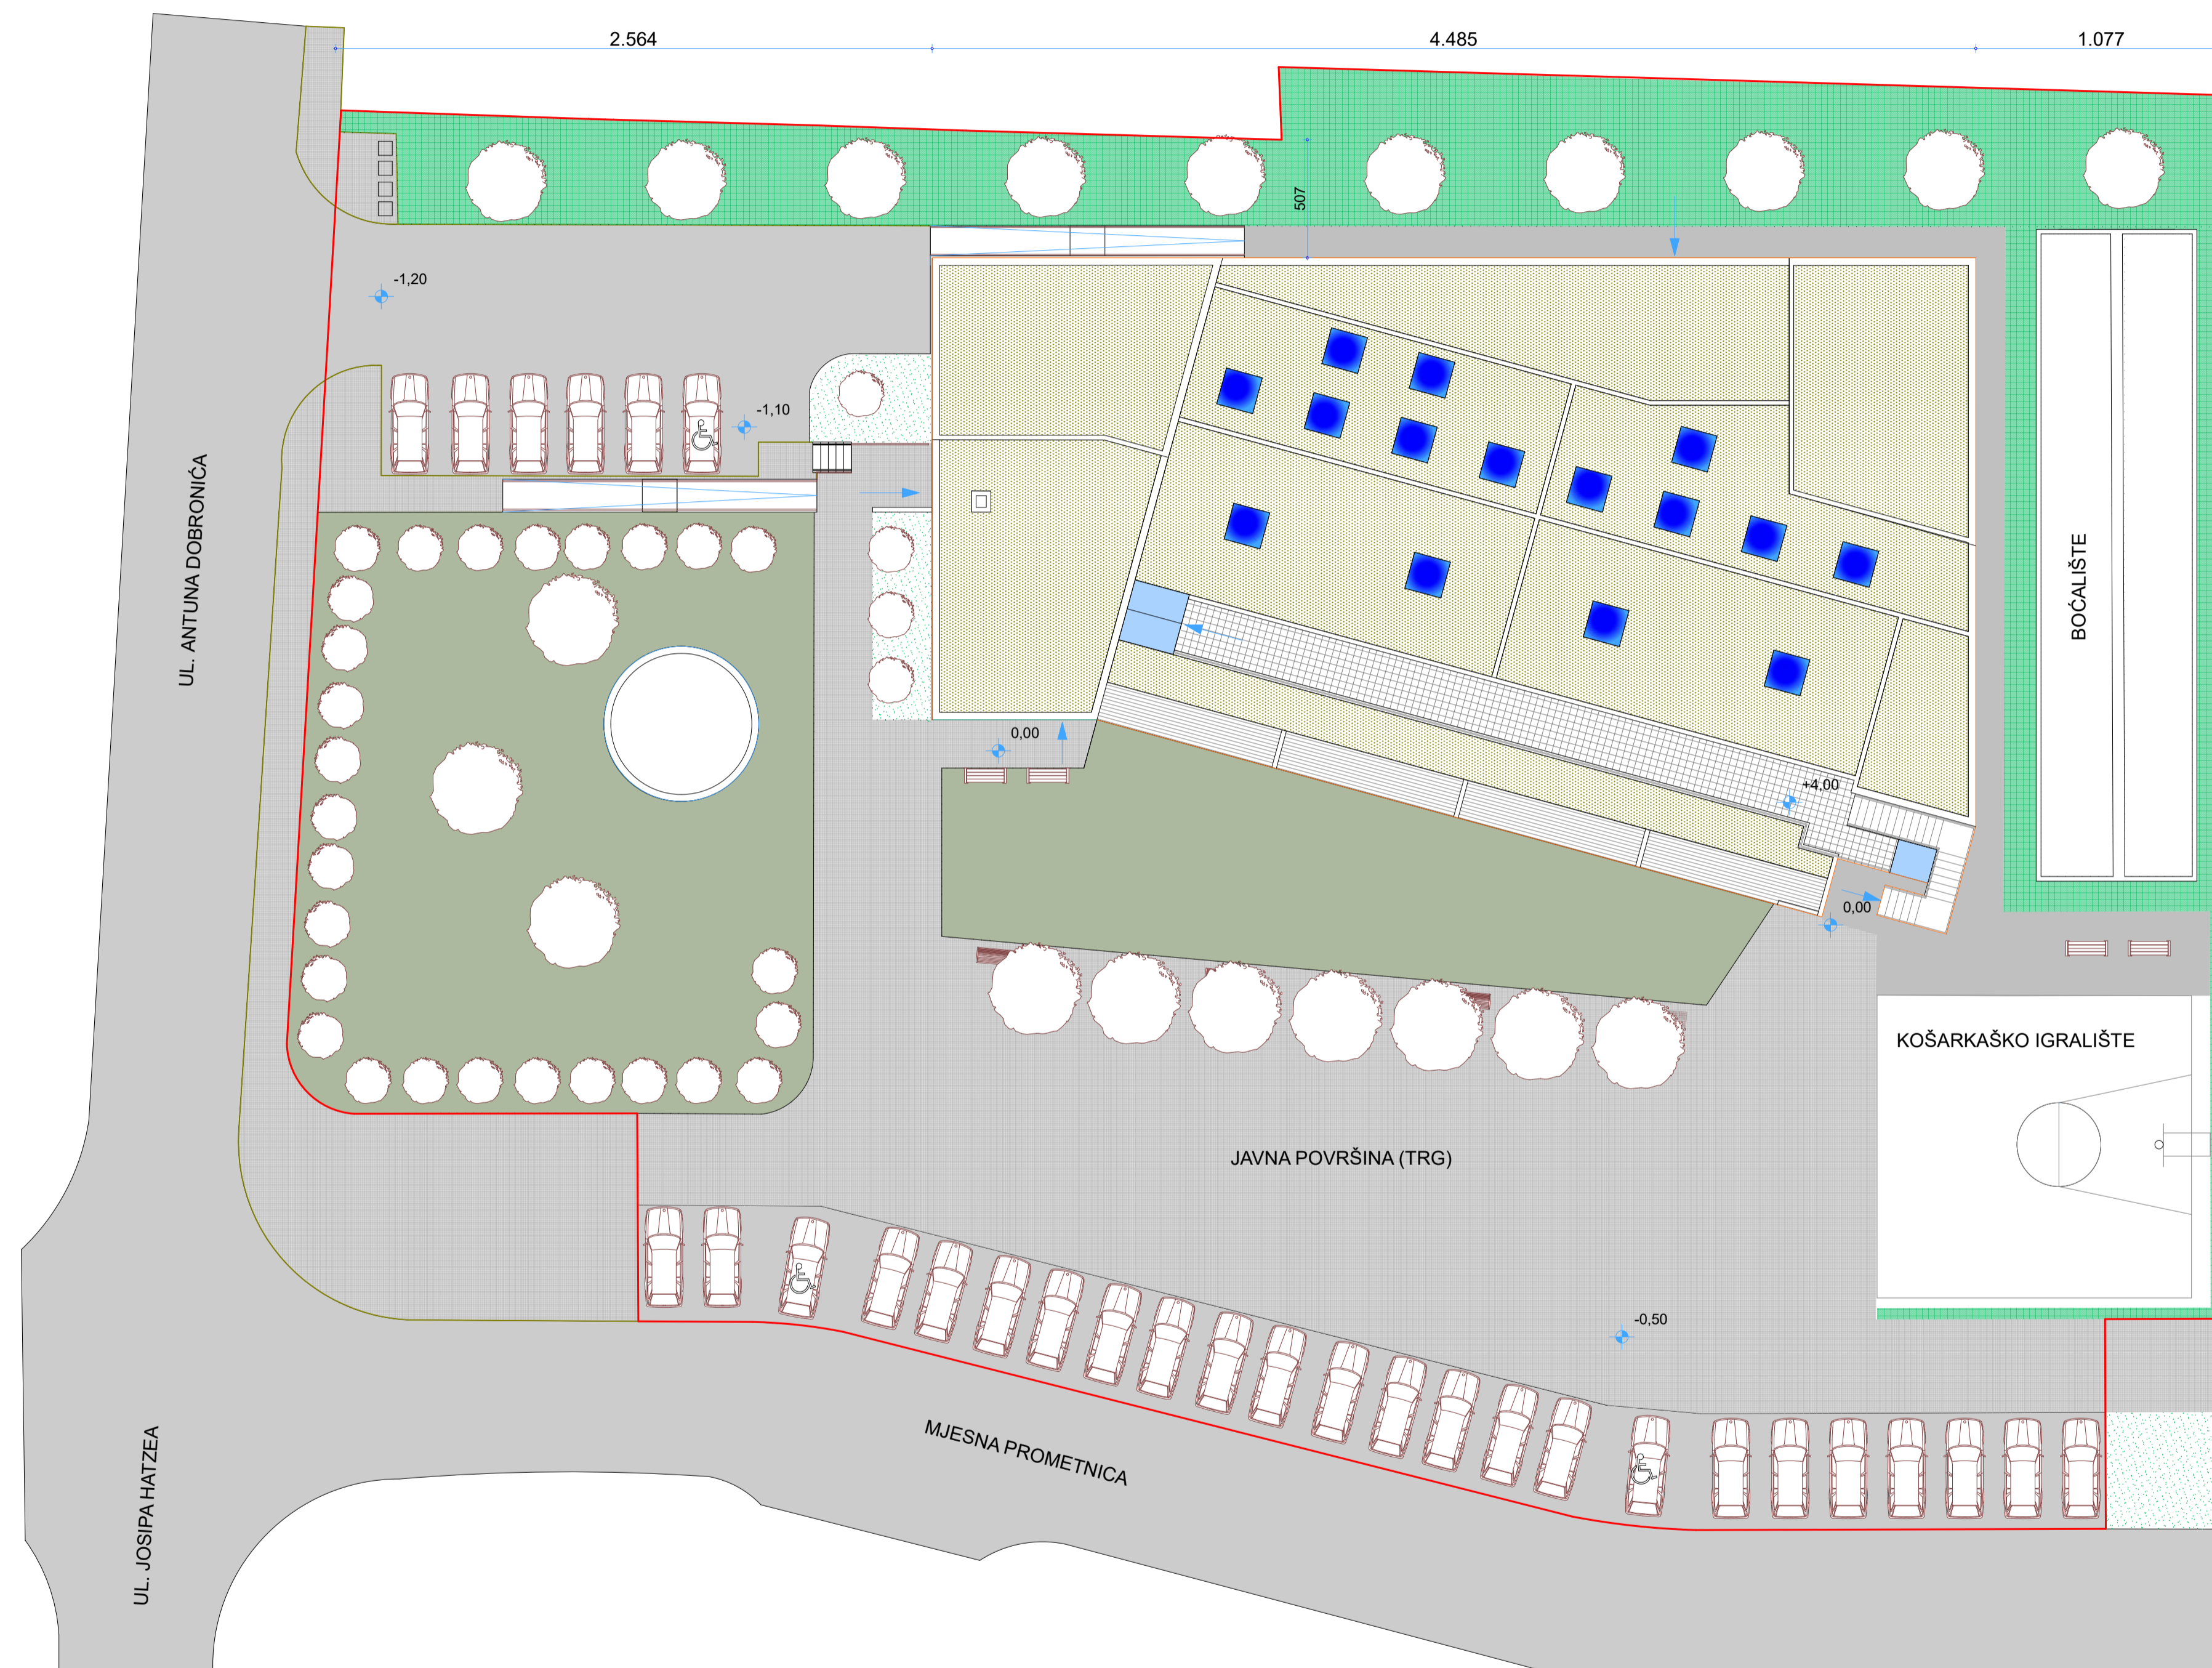 2.564
4.485
1.077
507
-1,20
-1,10
UL. ANTUNA DOBRONIĆA
BOĆALIŠTE
0,00
+4,00
0,00
KOŠARKAŠKO IGRALIŠTE
JAVNA POVRŠINA (TRG)
-0,50
MJESNA PROMETNICA
UL. JOSIPA HATZEA